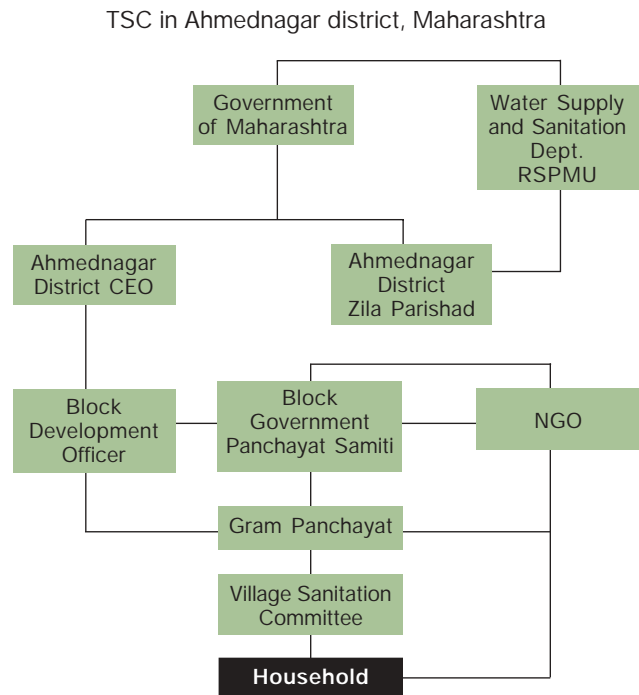 TSC in Ahmednagar district, Maharashtra
Government
of Maharashtra
Water Supply
and Sanitation
Dept.
RSPMU
Ahmednagar
District CEO
Ahmednagar
District
Zila Parishad
Block
Development
Officer
Block
Government
Panchayat Samiti
NGO
Gram Panchayat
Village Sanitation
Committee
Household